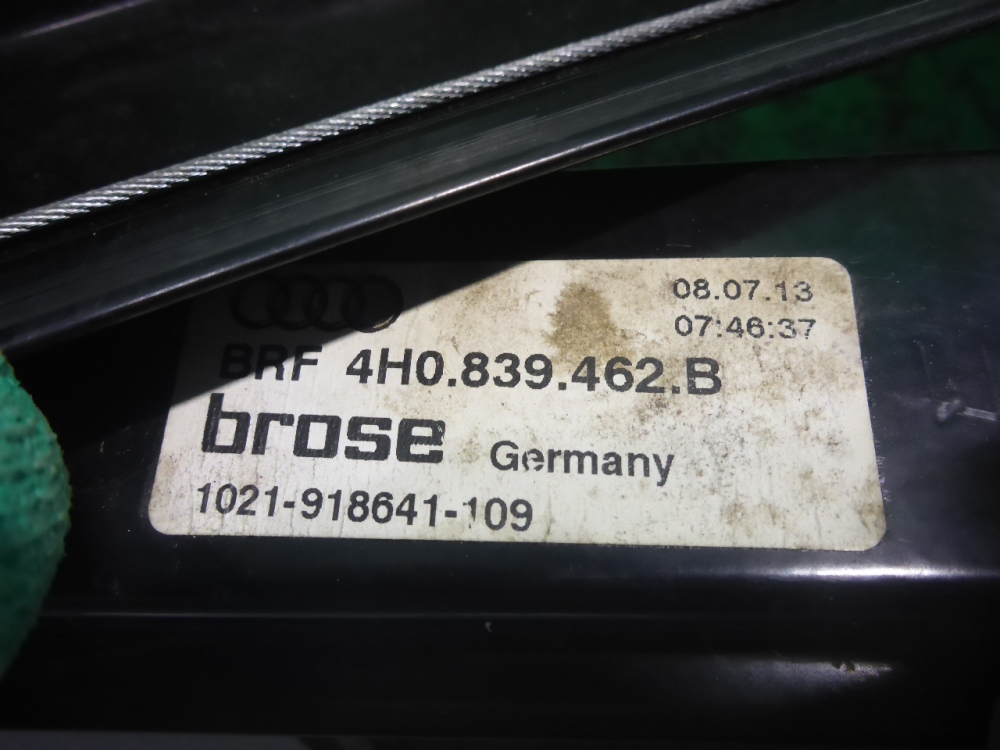 08.07.13
07:46:37
BRF 4H0.839.462.B
brose Germany
1021-918641-109